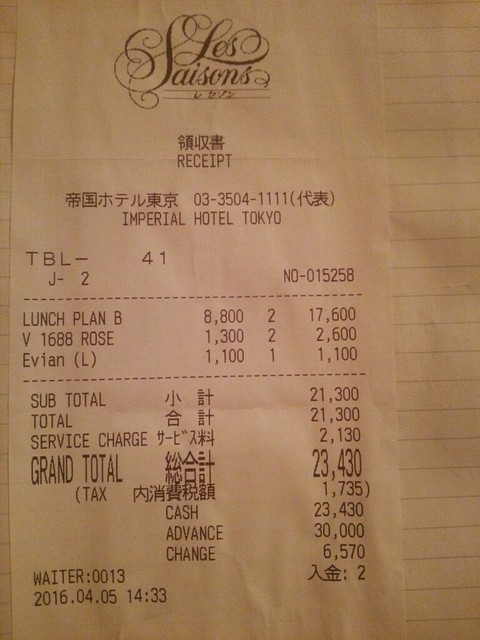 Les
Saisons
レ セゾン
領収書
RECEIPT
帝国ホテル東京 03-3504-1111(代表)
IMPERIAL HOTEL TOKYO
TBL- 41
J- 2 NO-015258
LUNCH PLAN B 8,800 2 17,600
V 1688 ROSE 1,300 2 2,600
Evian (L) 1,100 1 1,100
SUB TOTAL 小 計 21,300
TOTAL 合 計 21,300
SERVICE CHARGE サービス料 2,130
GRAND TOTAL 総合計 23,430
(TAX 内消費税額 1,735)
CASH 23,430
ADVANCE 30,000
CHANGE 6,570
WAITER:0013 入金: 2
2016.04.05 14:33